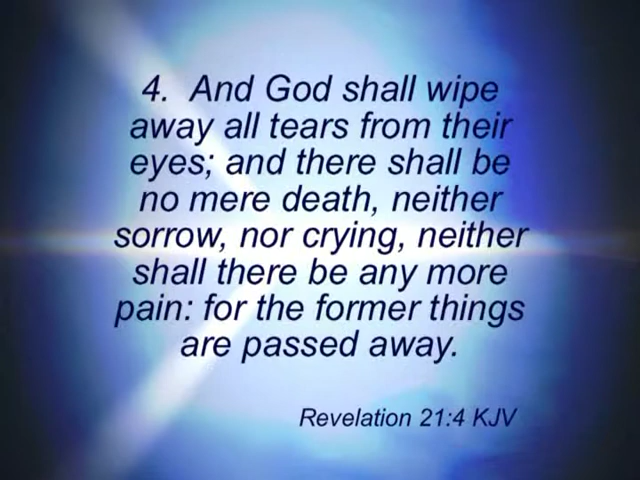 4. And God shall wipe
away all tears from their
eyes; and there shall be
no mere death, neither
sorrow, nor crying, neither
shall there be any more
pain: for the former things
are passed away.
Revelation 21:4 KJV